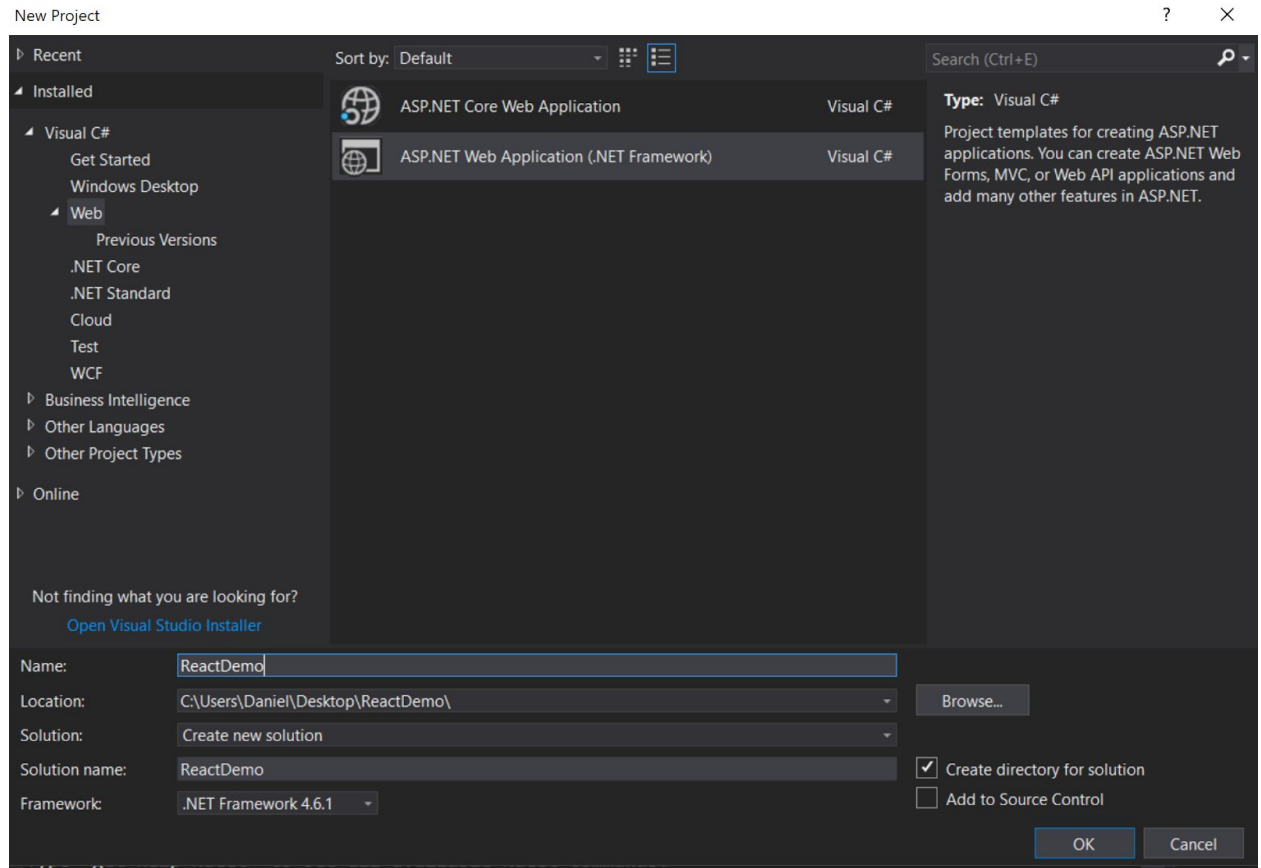 New Project
?
Recent
Installed
Visual C#
Get Started
Windows Desktop
Web
Previous Versions
.NET Core
.NET Standard
Cloud
Test
WCF
Business Intelligence
Other Languages
Other Project Types
Online
Not finding what you are looking for?
Open Visual Studio Installer
Sort by: Default
ASP.NET Core Web Application Visual C#
ASP.NET Web Application (.NET Framework) Visual C#
Search (Ctrl+E)
Type: Visual C#
Project templates for creating ASP.NET
applications. You can create ASP.NET Web
Forms, MVC, or Web API applications and
add many other features in ASP.NET.
Name: ReactDemo
Location: C:\Users\Daniel\Desktop\ReactDemo\
Browse...
Solution: Create new solution
Solution name: ReactDemo
Create directory for solution
Framework: .NET Framework 4.6.1
Add to Source Control
OK Cancel